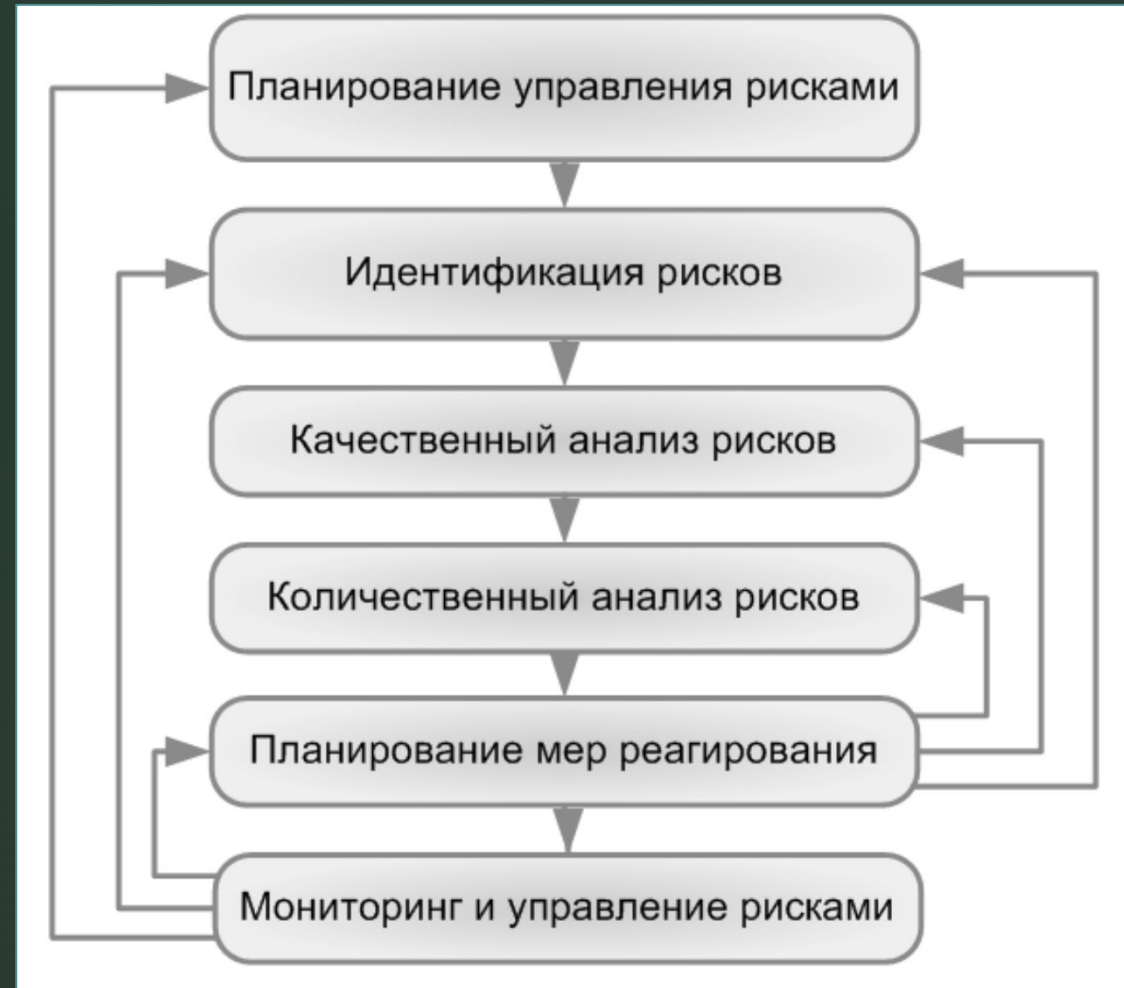 Планирование управления рисками
Идентификация рисков
Качественный анализ рисков
Количественный анализ рисков
Планирование мер реагирования
Мониторинг и управление рисками